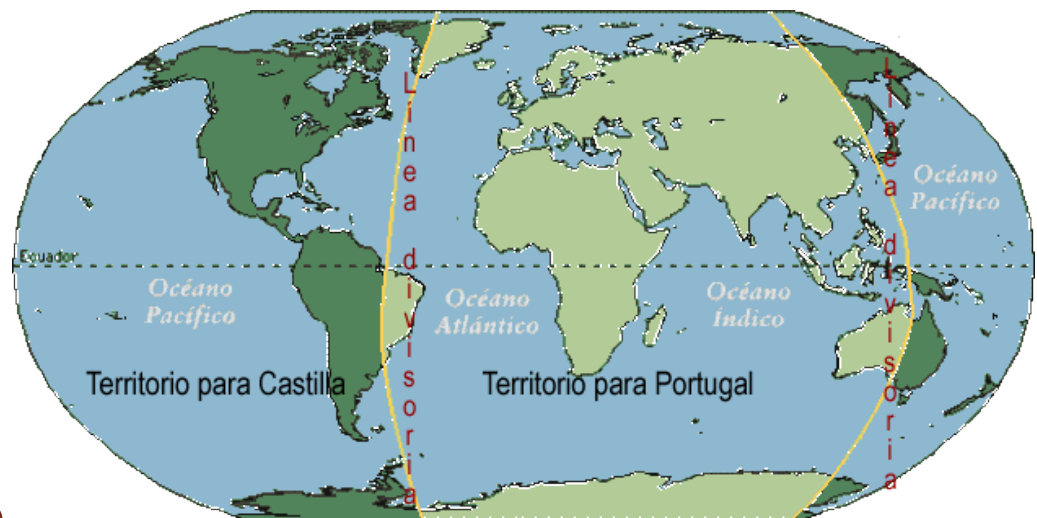 Línea divisoria
Línea divisoria
Océano
Pacífico
Ecuador
Océano
Pacífico
Océano
Atlántico
Océano
Índico
Territorio para Castilla
Territorio para Portugal